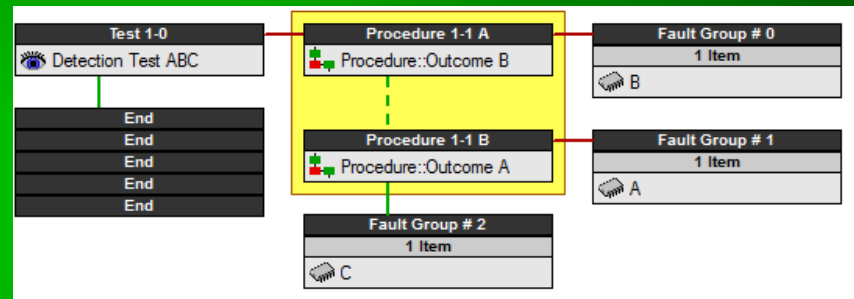 Test 1-0
Detection Test ABC
End
End
End
End
End
Procedure 1-1 A
Procedure::Outcome B
Procedure 1-1 B
Procedure::Outcome A
Fault Group # 2
1 Item
C
Fault Group # 0
1 Item
B
Fault Group # 1
1 Item
A